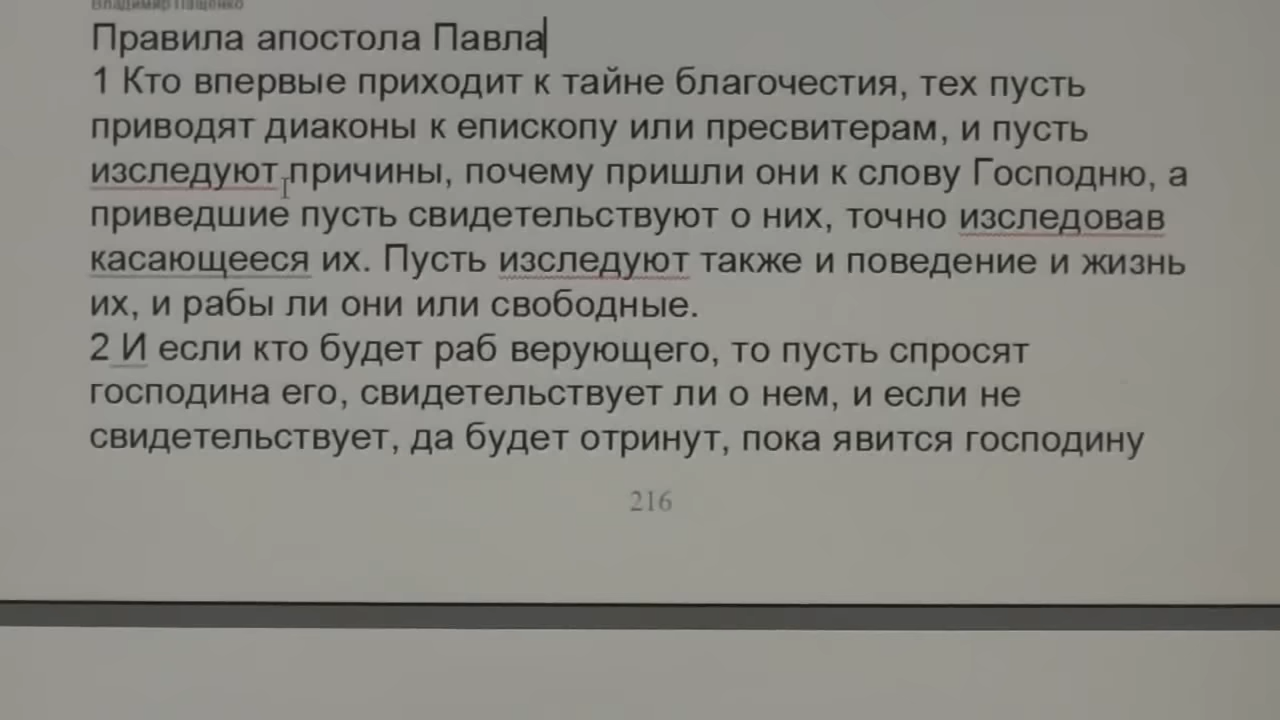 Владимир Пащенко
Правила апостола Павла
1 Кто впервые приходит к тайне благочестия, тех пусть
приводят диаконы к епископу или пресвитерам, и пусть
изследуют причины, почему пришли они к слову Господню, а
приведшие пусть свидетельствуют о них, точно изследовав
касающееся их. Пусть изследуют также и поведение и жизнь
их, и рабы ли они или свободные.
2 И если кто будет раб верующего, то пусть спросят
господина его, свидетельствует ли о нем, и если не
свидетельствует, да будет отринут, пока явится господину
216